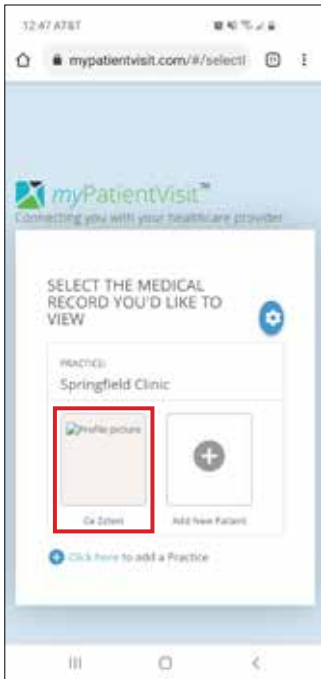 12:47 AT&T
mypatientvisit.com/#/selectl
myPatientVisit™
Connecting you with your healthcare provider
SELECT THE MEDICAL
RECORD YOU'D LIKE TO
VIEW
PRACTICE:
Springfield Clinic
Profile picture
Add New Patient
Click here to add a Practice